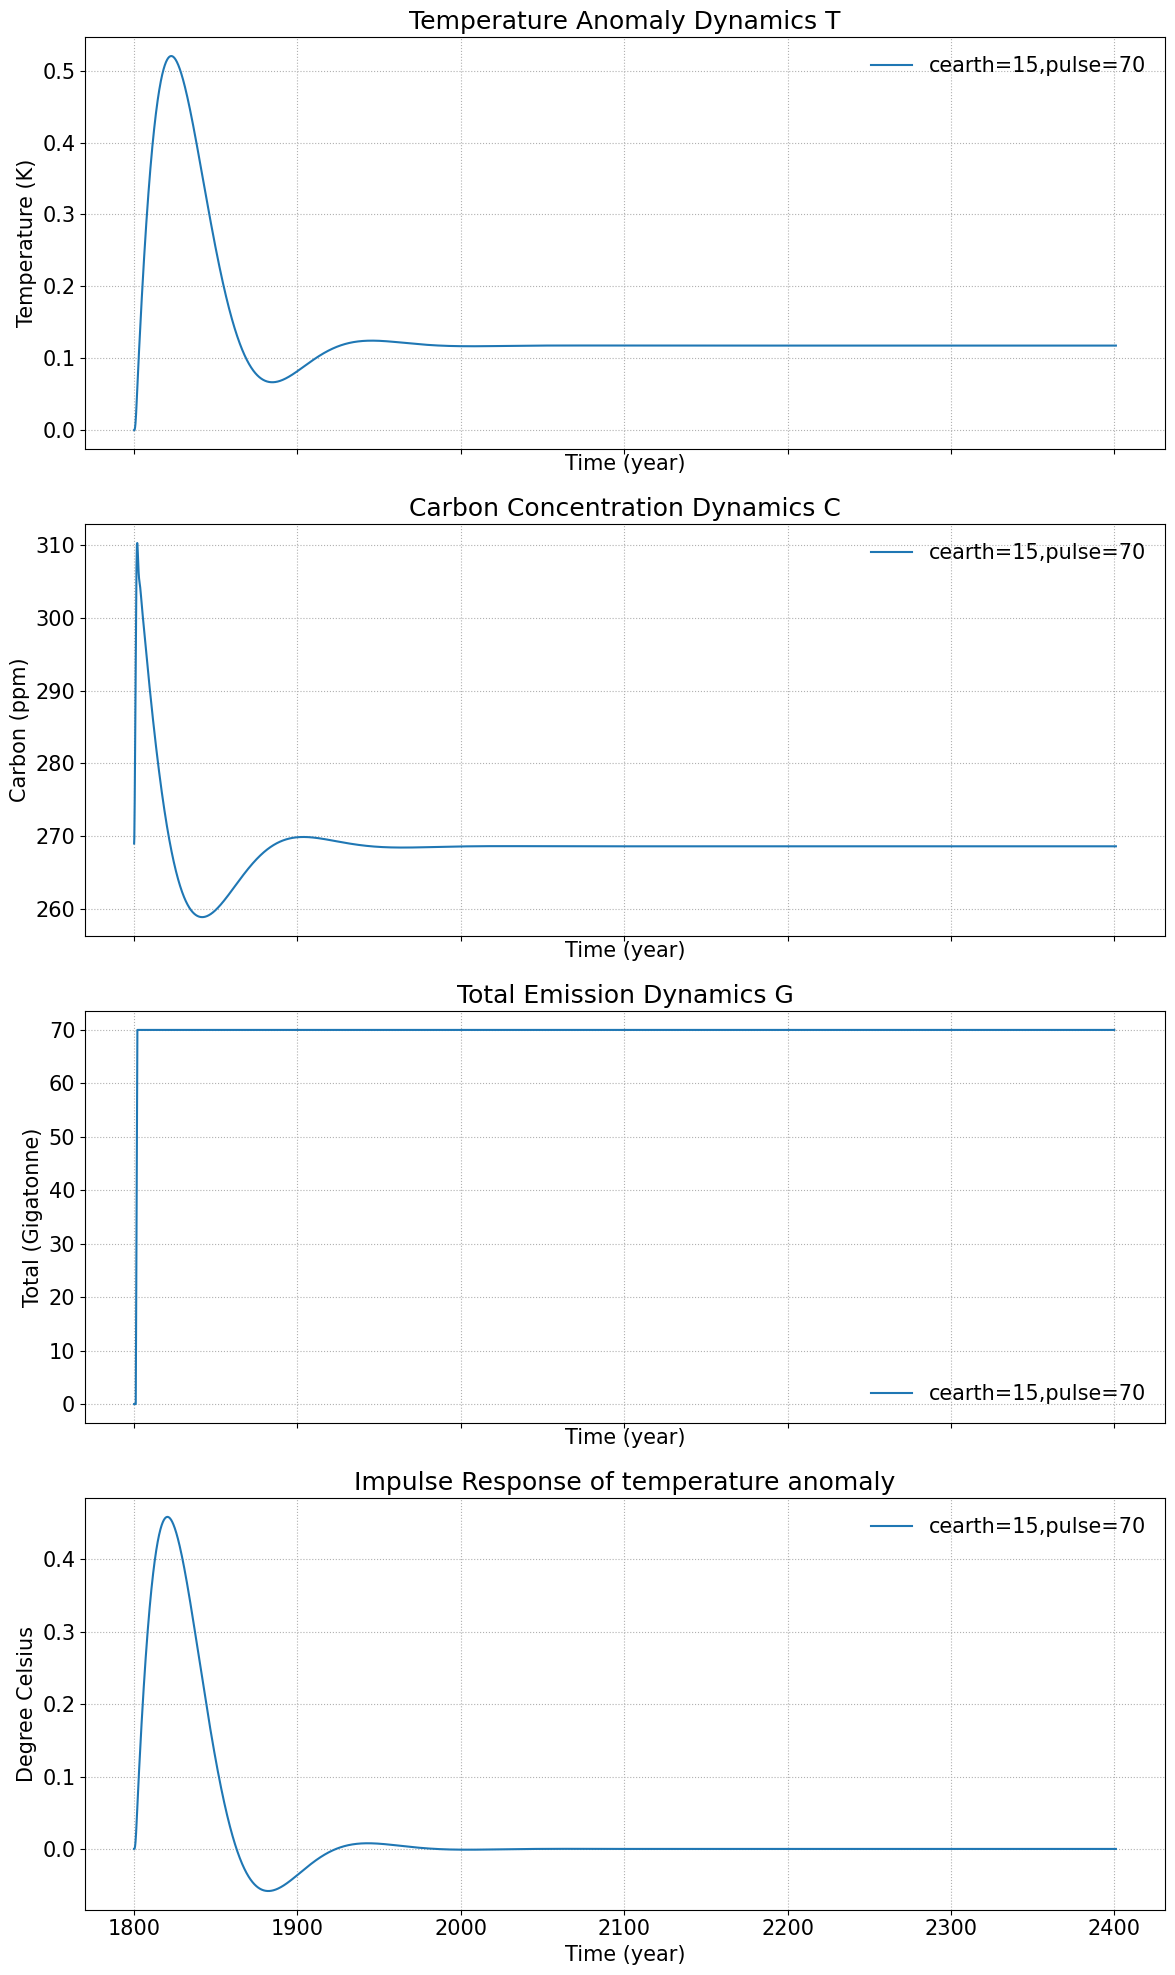 Temperature Anomaly Dynamics T
cearth=15,pulse=70
Temperature (K)
0.5
0.4
0.3
0.2
0.1
0.0
Time (year)
Carbon Concentration Dynamics C
cearth=15,pulse=70
Carbon (ppm)
310
300
290
280
270
260
Time (year)
Total Emission Dynamics G
Total (Gigatonne)
70
60
50
40
30
20
10
0
cearth=15,pulse=70
Time (year)
Impulse Response of temperature anomaly
cearth=15,pulse=70
Degree Celsius
0.4
0.3
0.2
0.1
0.0
1800 1900 2000 2100 2200 2300 2400
Time (year)